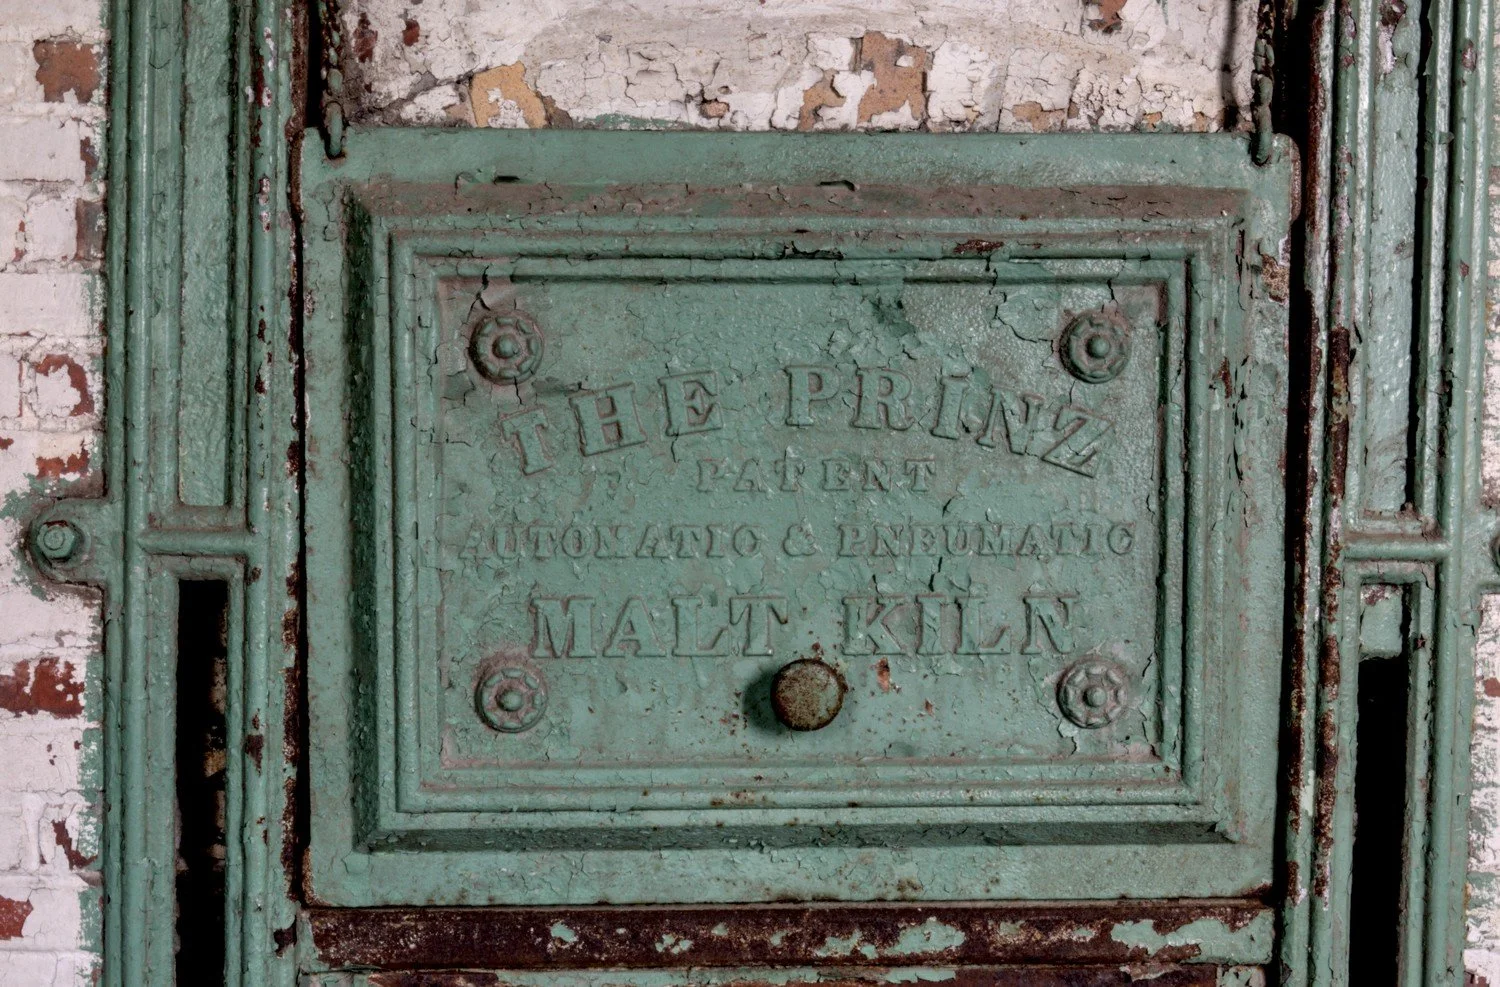 THE PRINZ
PATENT
AUTOMATIC & PNEUMATIC
MALT KILN